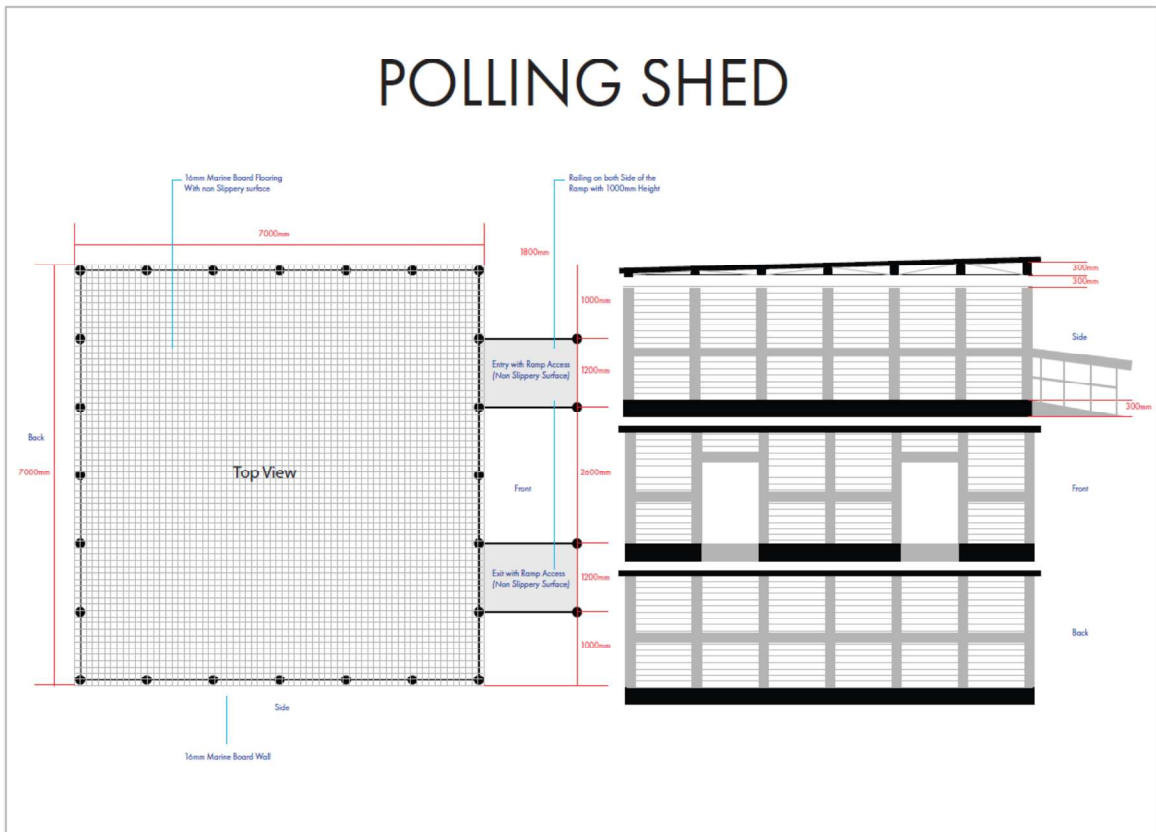 POLLING SHED
16mm Marine Board Flooring
With non Slippery surface
Railing on both Side of the
Ramp with 1000mm Height
7000mm
1800mm
300mm
300mm
1000mm
Side
Entry with Ramp Access
(Non Slippery Surface)
1200mm
300mm
Back
7000mm
Top View
2600mm
Front
Front
Exit with Ramp Access
(Non Slippery Surface)
1200mm
Back
1000mm
Side
16mm Marine Board Wall